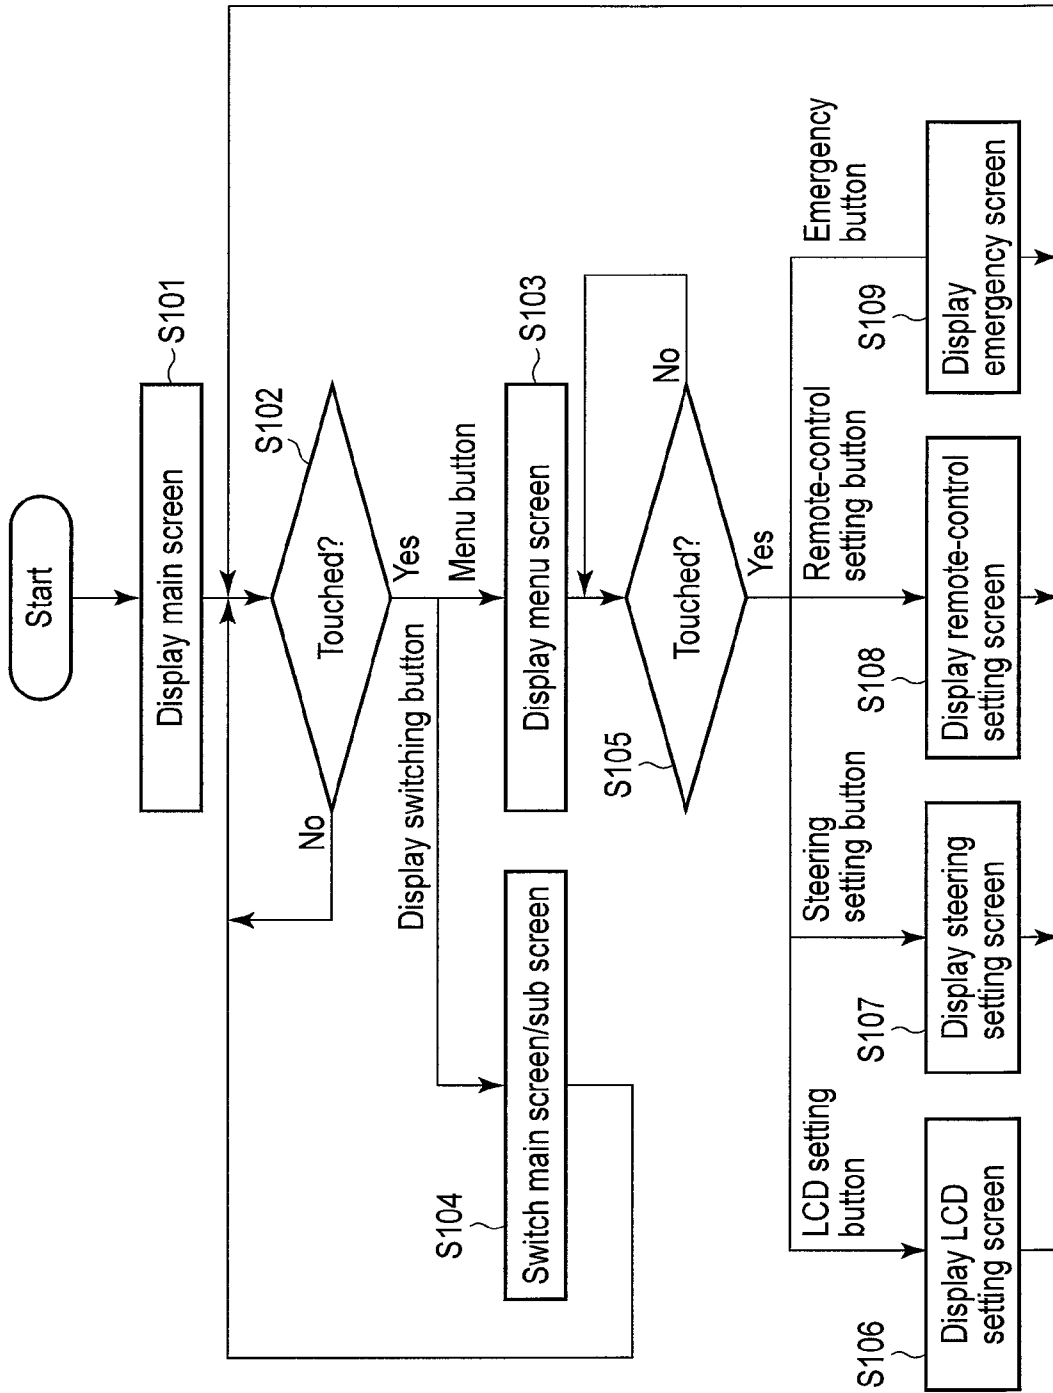 Start
Display main screen
S101
S102
Touched?
No
Yes
Display switching button
Menu button
Switch main screen/sub screen
S104
Display menu screen
S103
S105
Touched?
No
Yes
LCD setting
button
Steering
setting button
Remote-control
setting button
Emergency
button
S106
Display LCD
setting screen
S107
Display steering
setting screen
S108
Display remote-control
setting screen
S109
Display
emergency screen